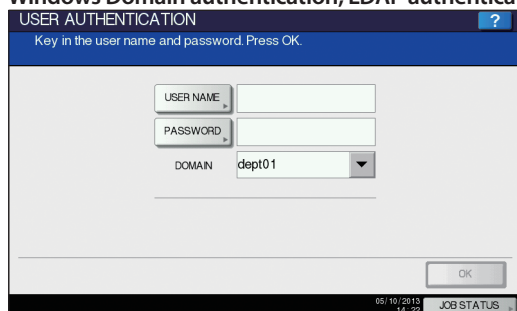 Windows Domain authentication, LDAP authentica
USER AUTHENTICATION
?
Key in the user name and password. Press OK.
USER NAME
PASSWORD
DOMAIN dept01
OK
05/10/2013
14:22
JOB STATUS